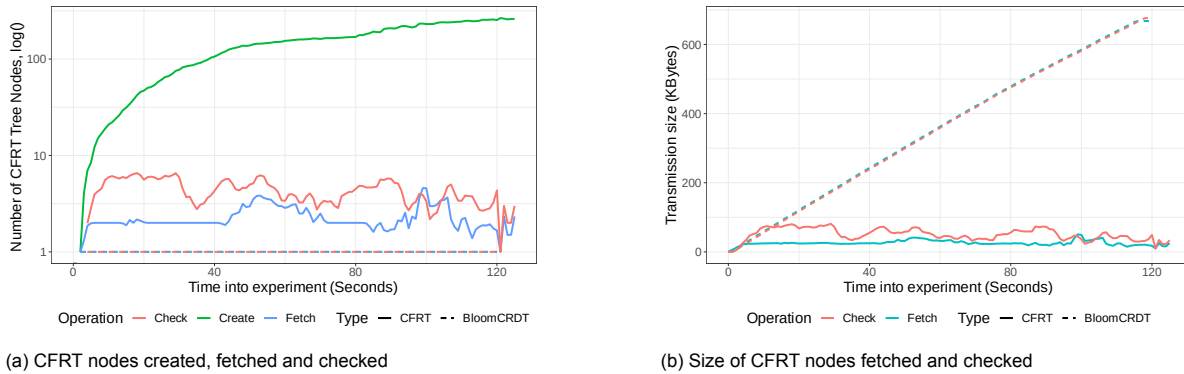 Number of CFRT Tree Nodes, log()
100
10
1
0
40
80
120
Time into experiment (Seconds)
Operation Check Create Fetch Type CFRT BloomCRDT
(a) CFRT nodes created, fetched and checked
Transmission size (KBytes)
600
400
200
0
0
40
80
120
Time into experiment (Seconds)
Operation Check Fetch Type CFRT BloomCRDT
(b) Size of CFRT nodes fetched and checked